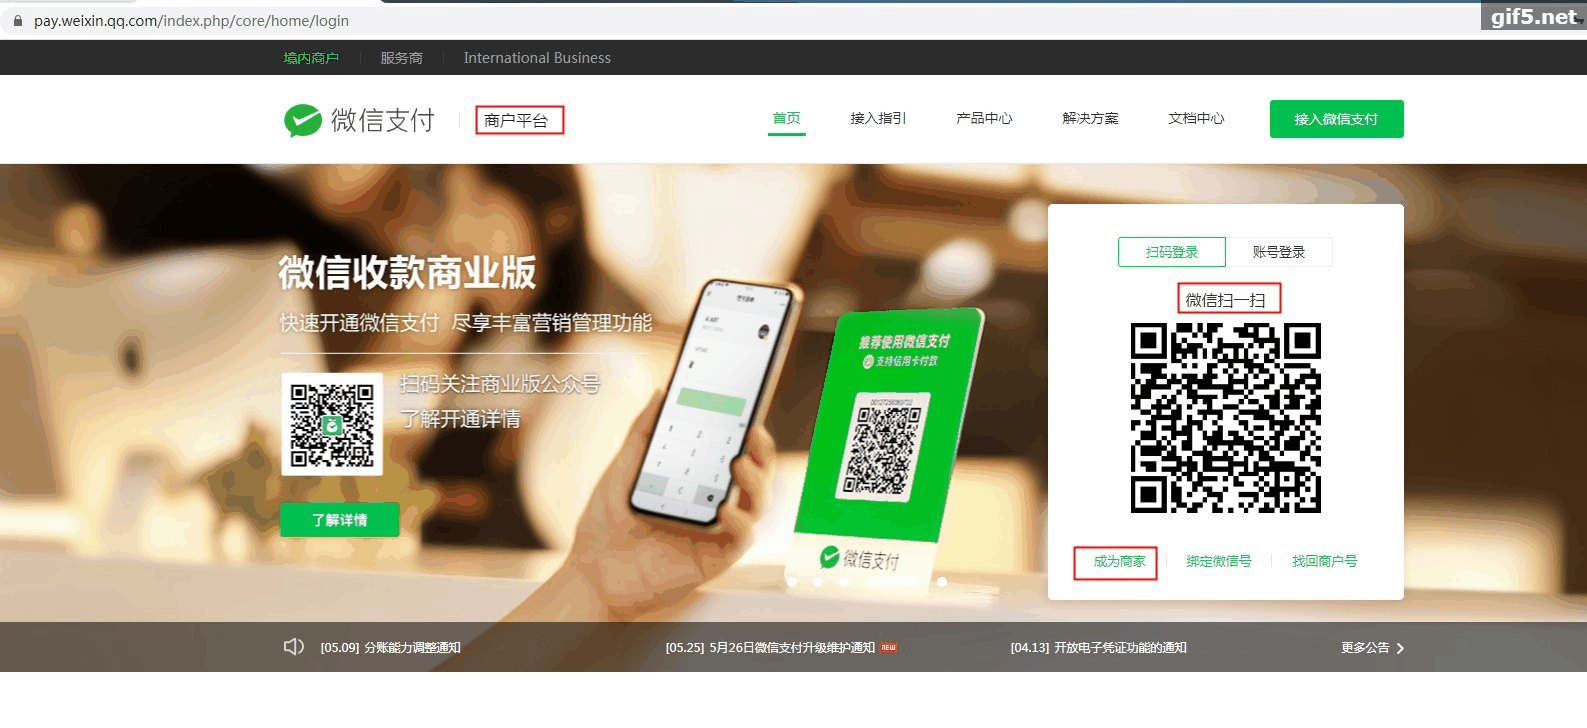 pay.weixin.qq.com/index.php/core/home/login
gif5.net
境内商户 服务商 International Business
微信支付 商户平台 首页 接入指引 产品中心 解决方案 文档中心 接入微信支付
微信收款商业版
快速开通微信支付 尽享丰富营销管理功能
扫码关注商业版公众号
了解开通详情
了解详情
推荐使用微信支付
支持信用卡付款
微信支付
扫码登录 账号登录
微信扫一扫
成为商家 绑定微信号 找回商户号
[05.09] 分账能力调整通知 [05.25] 5月26日微信支付升级维护通知 NEW [04.13] 开放电子凭证功能的通知 更多公告